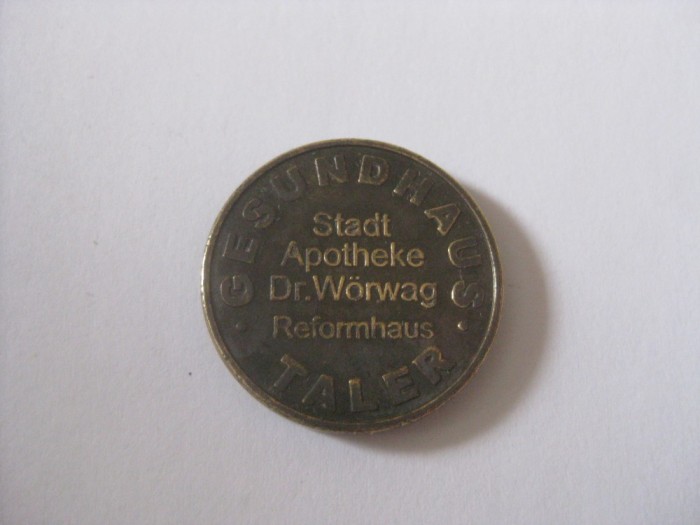 GESUNDHAUS
Stadt
Apotheke
Dr.Wörwag
Reformhaus
TALER